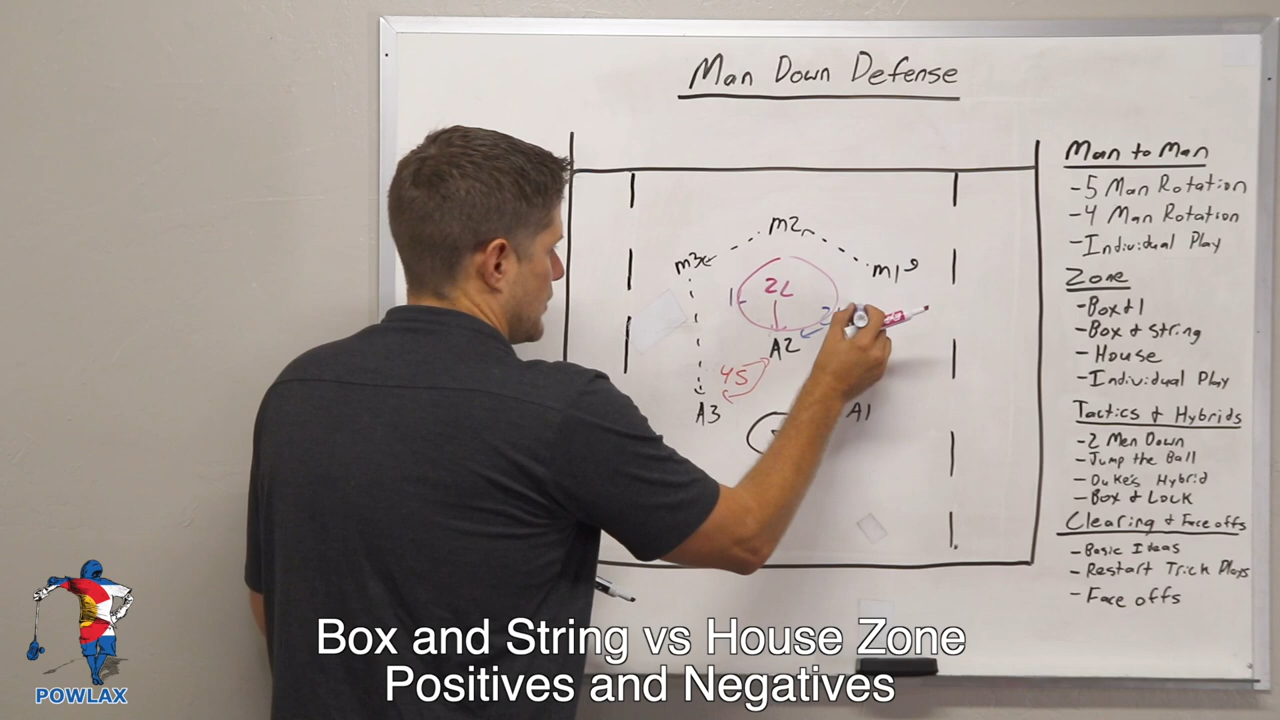 Man Down Defense
m2
m3
m1
2L
1
A2
45
A3
A1
Man to Man
-5 Man Rotation
-4 Man Rotation
-Individual Play
Zone
-Box & 1
-Box & String
-House
-Individual Play
Tactics & Hybrids
-2 Men Down
-Jump the Ball
-Duke's Hybrid
-Box & Lock
Clearing & Face offs
-Basic Ideas
-Restart Trick Plays
-Face offs
Box and String vs House Zone
Positives and Negatives
POWLAX